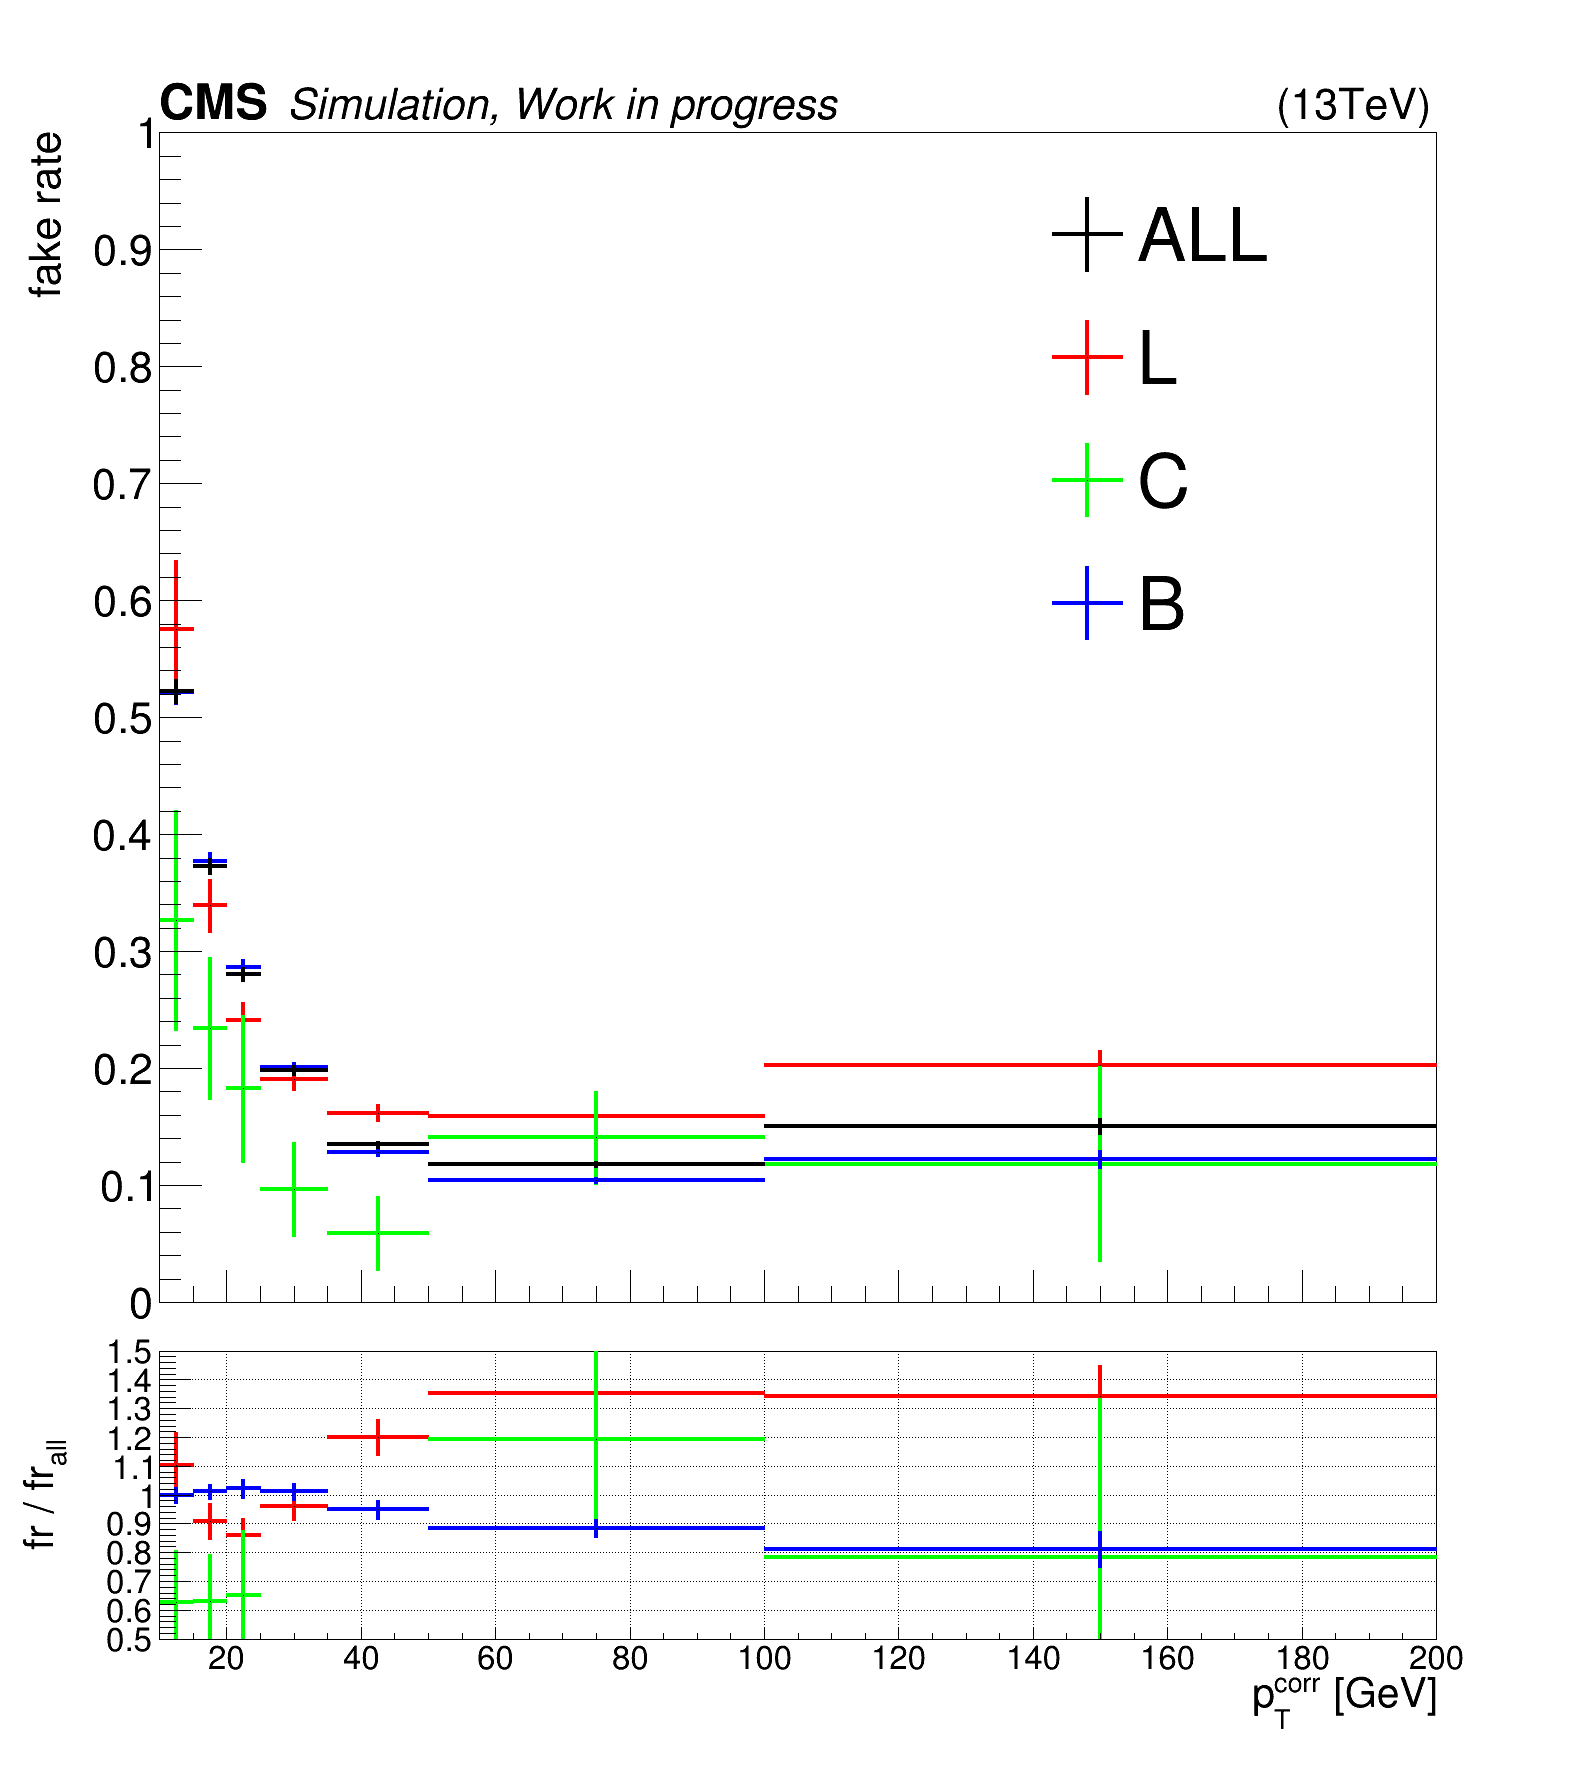 CMS Simulation, Work in progress (13TeV)
fake rate
1
0.9
0.8
0.7
0.6
0.5
0.4
0.3
0.2
0.1
0
ALL
L
C
B
fr / fr_all
1.5
1.4
1.3
1.2
1.1
1
0.9
0.8
0.7
0.6
0.5
20 40 60 80 100 120 140 160 180 200
p_T^corr [GeV]